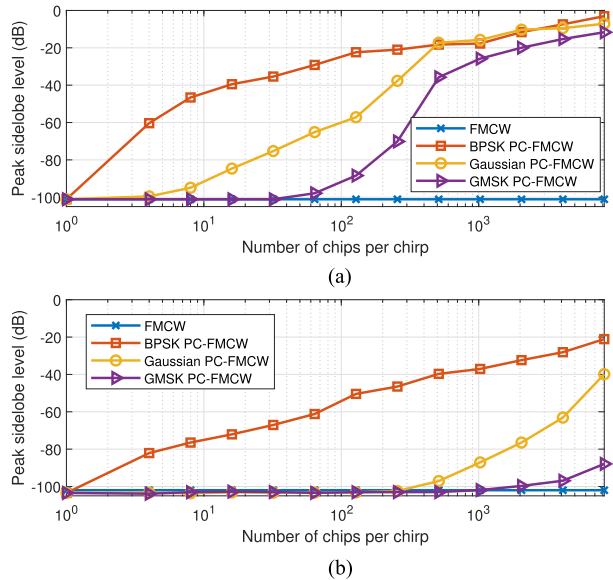 0
-20
-40
-60
-80
-100
Peak sidelobe level (dB)
FMCW
BPSK PC-FMCW
Gaussian PC-FMCW
GMSK PC-FMCW
10^0
10^1
10^2
10^3
Number of chips per chirp
(a)
0
-20
-40
-60
-80
-100
Peak sidelobe level (dB)
FMCW
BPSK PC-FMCW
Gaussian PC-FMCW
GMSK PC-FMCW
10^0
10^1
10^2
10^3
Number of chips per chirp
(b)